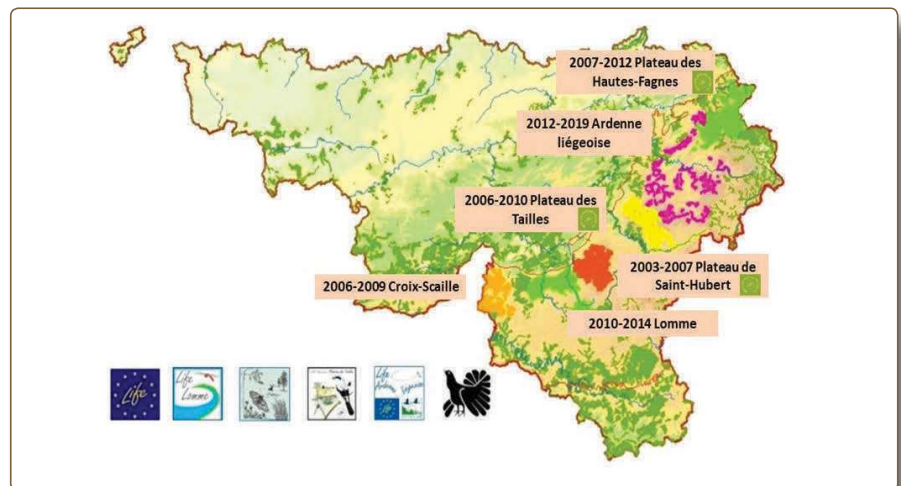 2007-2012 Plateau des
Hautes-Fagnes
2012-2019 Ardenne
liégeoise
2006-2010 Plateau des
Tailles
2003-2007 Plateau de
Saint-Hubert
2006-2009 Croix-Scaille
2010-2014 Lomme
Life
Life
Lomme
Life